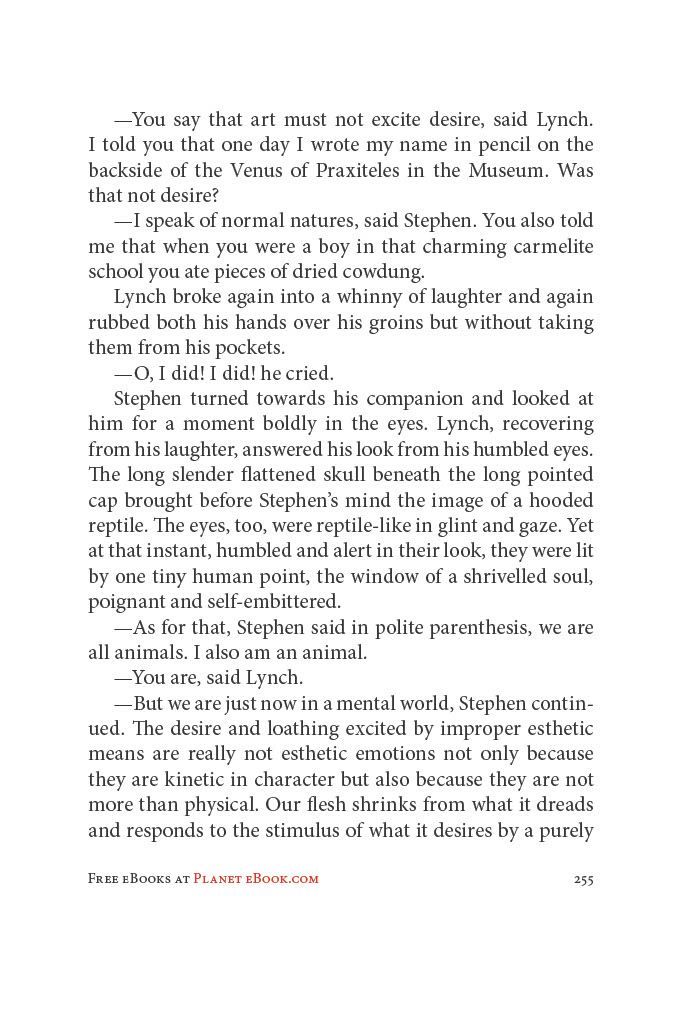 —You say that art must not excite desire, said Lynch.
I told you that one day I wrote my name in pencil on the
backside of the Venus of Praxiteles in the Museum. Was
that not desire?
—I speak of normal natures, said Stephen. You also told
me that when you were a boy in that charming carmelite
school you ate pieces of dried cowdung.
Lynch broke again into a whinny of laughter and again
rubbed both his hands over his groins but without taking
them from his pockets.
—O, I did! I did! he cried.
Stephen turned towards his companion and looked at
him for a moment boldly in the eyes. Lynch, recovering
from his laughter, answered his look from his humbled eyes.
The long slender flattened skull beneath the long pointed
cap brought before Stephen’s mind the image of a hooded
reptile. The eyes, too, were reptile-like in glint and gaze. Yet
at that instant, humbled and alert in their look, they were lit
by one tiny human point, the window of a shrivelled soul,
poignant and self-embittered.
—As for that, Stephen said in polite parenthesis, we are
all animals. I also am an animal.
—You are, said Lynch.
—But we are just now in a mental world, Stephen contin-
ued. The desire and loathing excited by improper esthetic
means are really not esthetic emotions not only because
they are kinetic in character but also because they are not
more than physical. Our flesh shrinks from what it dreads
and responds to the stimulus of what it desires by a purely
Free eBooks at Planet eBook.com 255